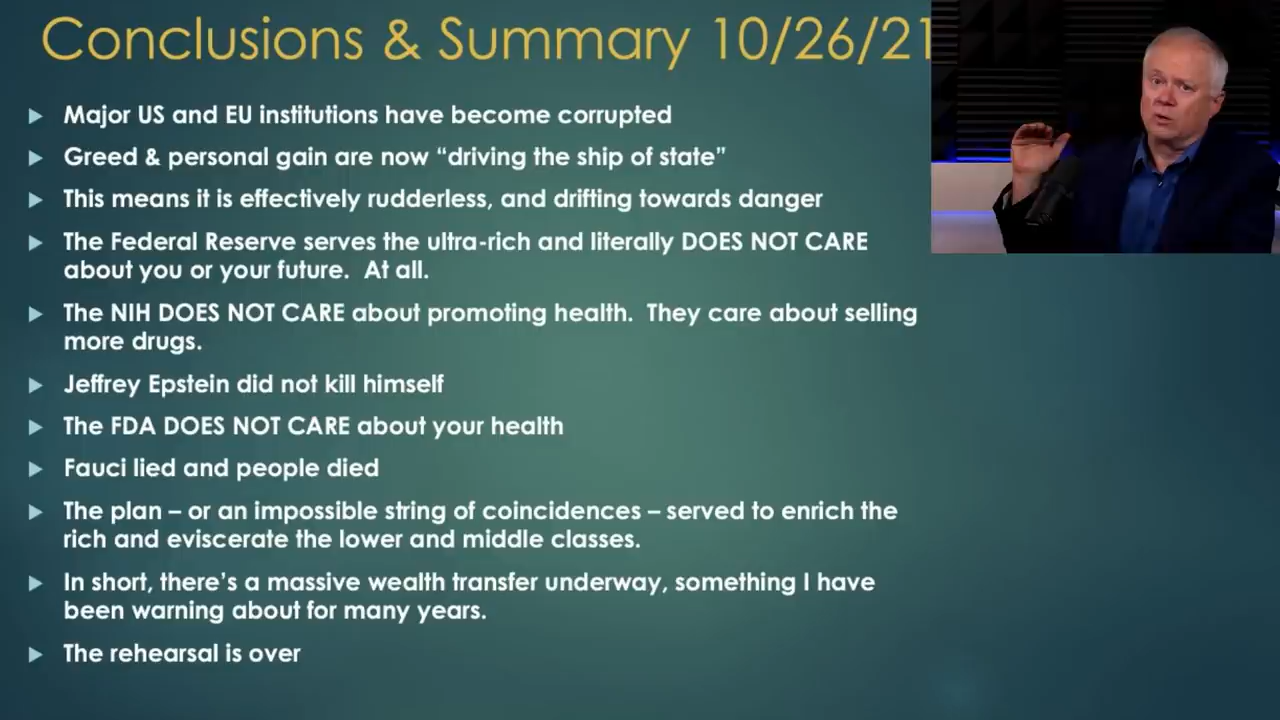 Conclusions & Summary 10/26/21
Major US and EU institutions have become corrupted
Greed & personal gain are now “driving the ship of state”
This means it is effectively rudderless, and drifting towards danger
The Federal Reserve serves the ultra-rich and literally DOES NOT CARE
about you or your future.  At all.
The NIH DOES NOT CARE about promoting health.  They care about selling
more drugs.
Jeffrey Epstein did not kill himself
The FDA DOES NOT CARE about your health
Fauci lied and people died
The plan – or an impossible string of coincidences – served to enrich the
rich and eviscerate the lower and middle classes.
In short, there’s a massive wealth transfer underway, something I have
been warning about for many years.
The rehearsal is over